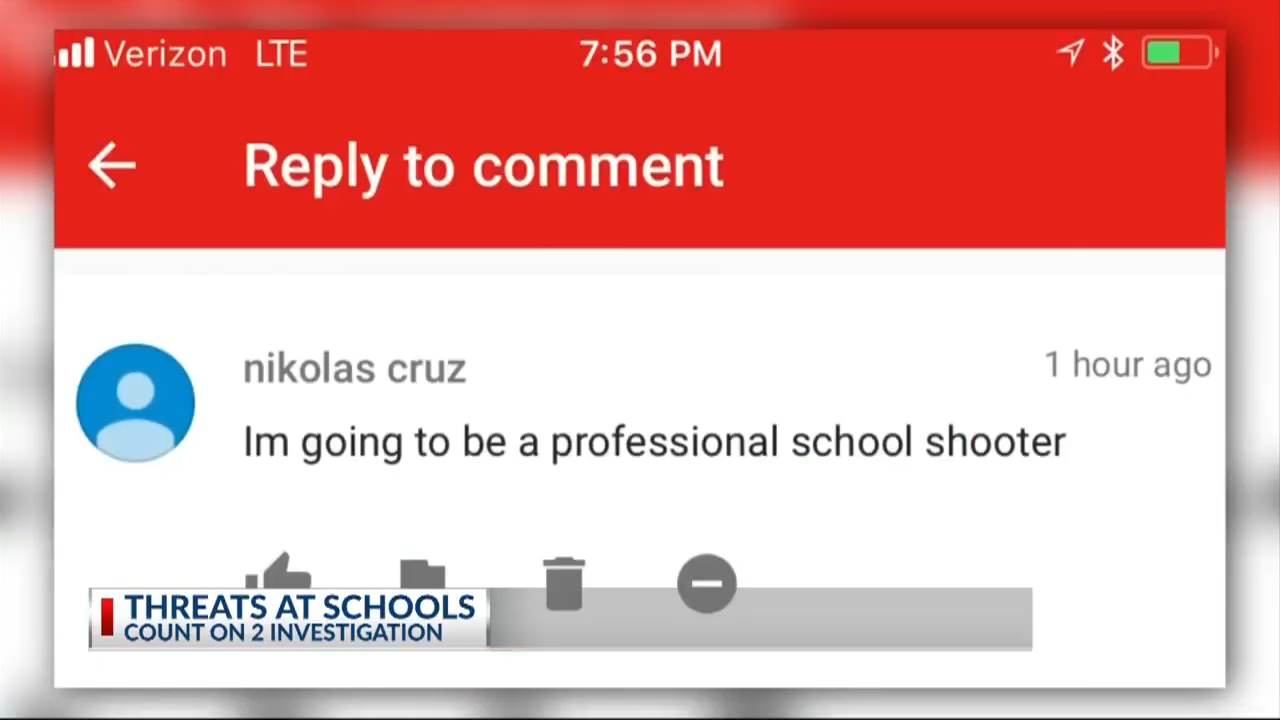 Verizon LTE 7:56 PM
Reply to comment
nikolas cruz 1 hour ago
Im going to be a professional school shooter
THREATS AT SCHOOLS
COUNT ON 2 INVESTIGATION